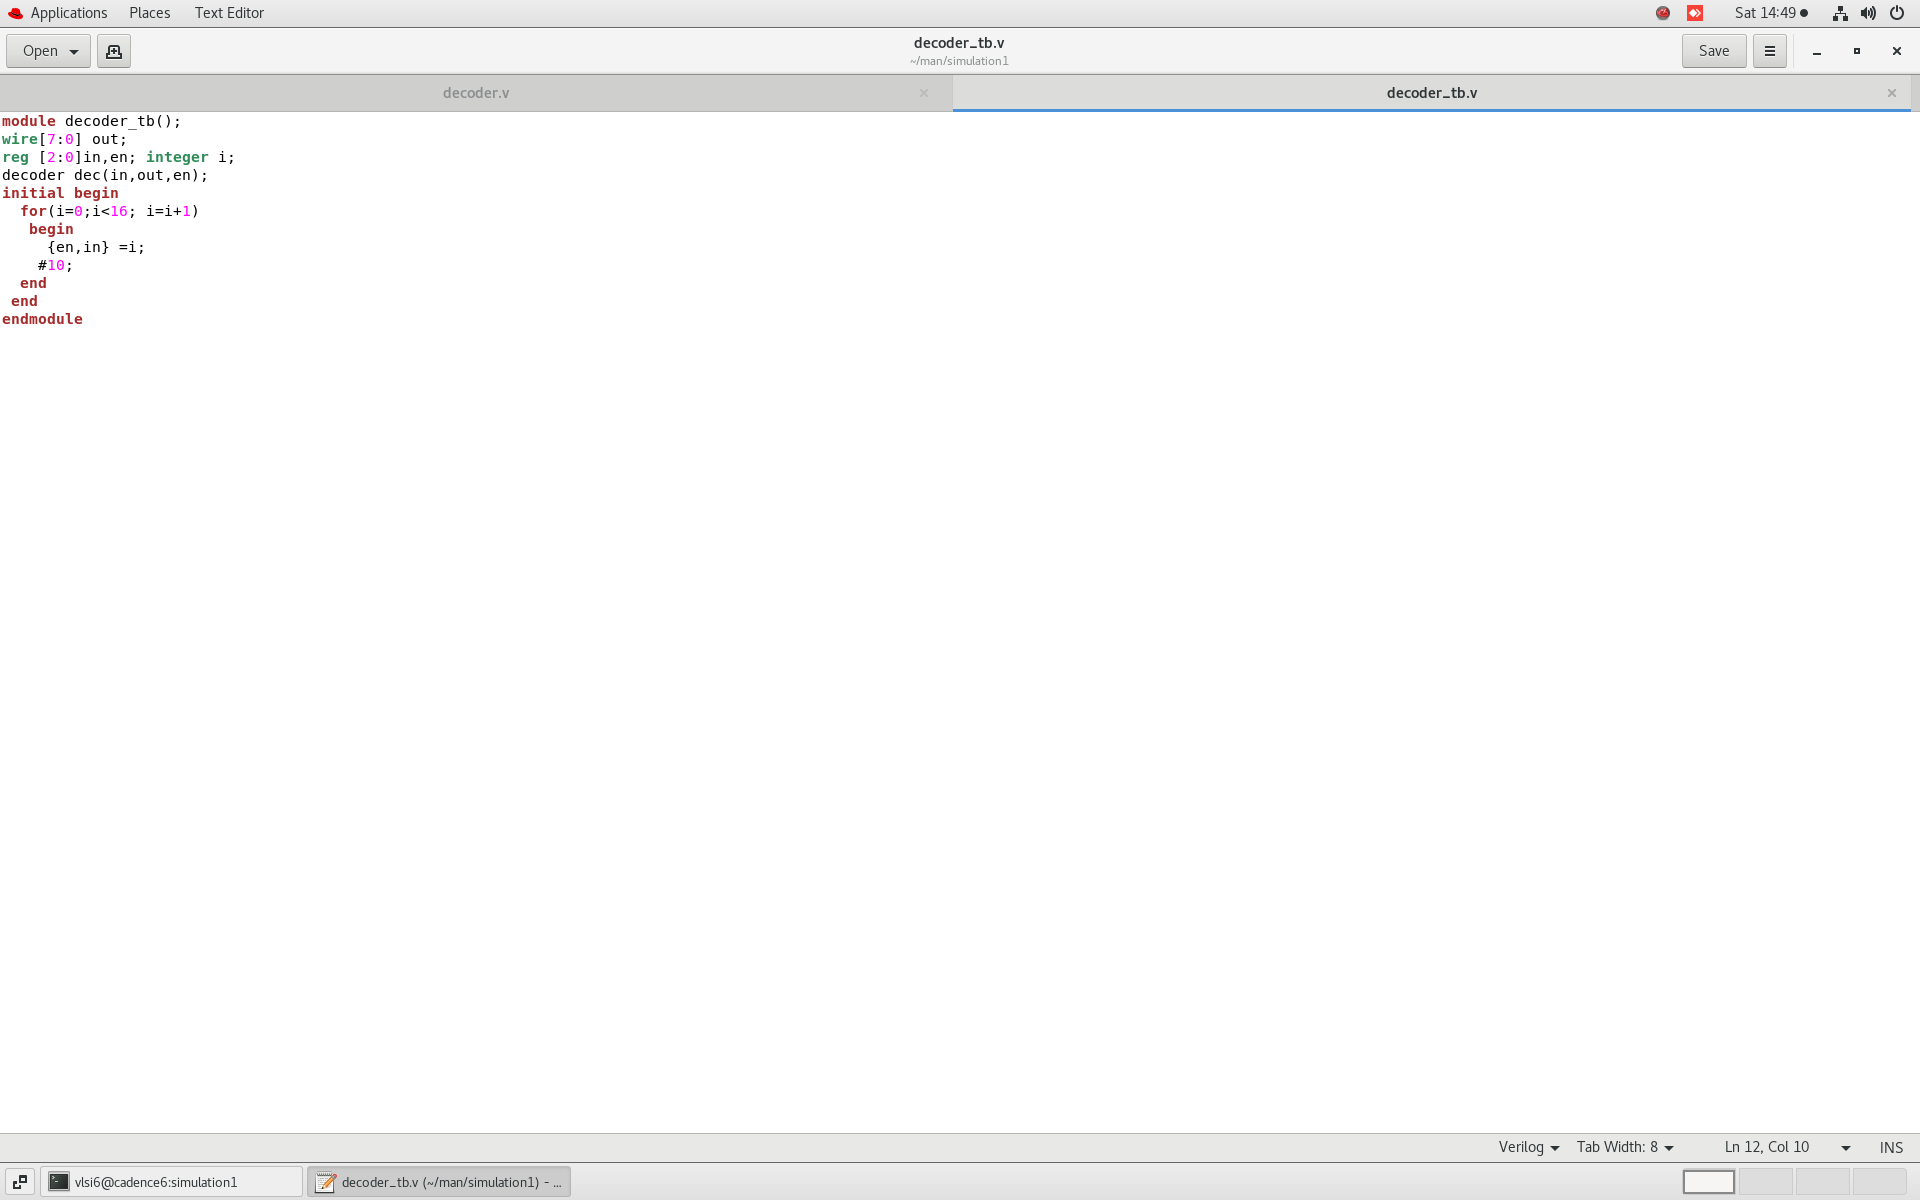 Applications Places Text Editor Sat 14:49
Open decoder_tb.v Save
~/man/simulation1
decoder.v decoder_tb.v
module decoder_tb();
wire[7:0] out;
reg [2:0]in,en; integer i;
decoder dec(in,out,en);
initial begin
  for(i=0;i<16; i=i+1)
   begin
     {en,in} =i;
    #10;
  end
 end
endmodule
Verilog Tab Width: 8 Ln 12, Col 10 INS
vlsi6@cadence6:simulation1 decoder_tb.v (~/man/simulation1) - ...